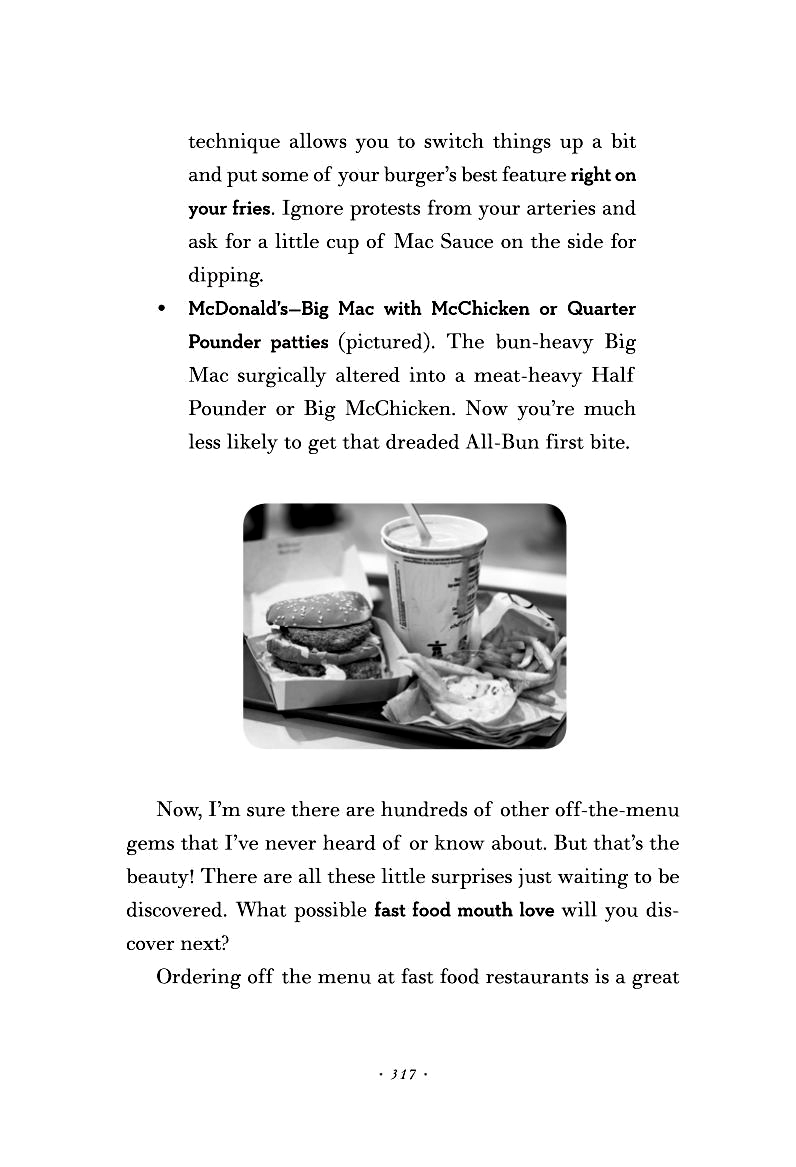 technique allows you to switch things up a bit
and put some of your burger’s best feature right on
your fries. Ignore protests from your arteries and
ask for a little cup of Mac Sauce on the side for
dipping.
• McDonald’s—Big Mac with McChicken or Quarter
Pounder patties (pictured). The bun-heavy Big
Mac surgically altered into a meat-heavy Half
Pounder or Big McChicken. Now you’re much
less likely to get that dreaded All-Bun first bite.
Now, I’m sure there are hundreds of other off-the-menu
gems that I’ve never heard of or know about. But that’s the
beauty! There are all these little surprises just waiting to be
discovered. What possible fast food mouth love will you dis-
cover next?
Ordering off the menu at fast food restaurants is a great
· 317 ·